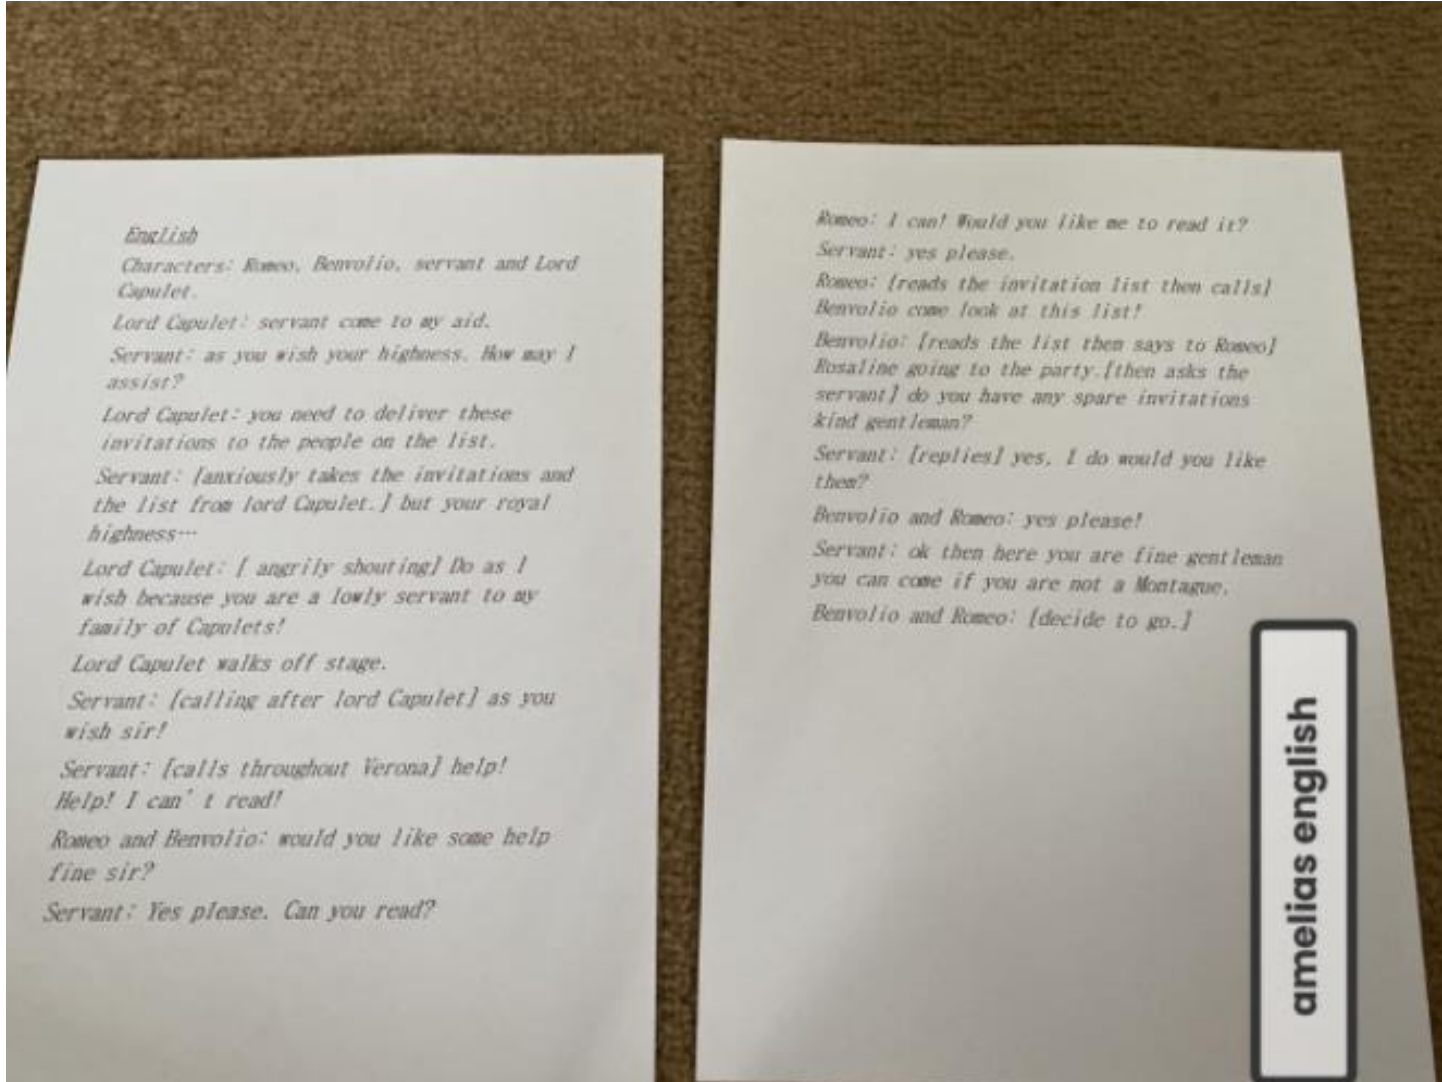 English
Characters: Romeo, Benvolio, servant and Lord
Capulet.
Lord Capulet: servant come to my aid.
Servant: as you wish your highness. How may I
assist?
Lord Capulet: you need to deliver these
invitations to the people on the list.
Servant: [anxiously takes the invitations and
the list from lord Capulet.] but your royal
highness…
Lord Capulet: [ angrily shouting] Do as I
wish because you are a lowly servant to my
family of Capulets!
Lord Capulet walks off stage.
Servant: [calling after lord Capulet] as you
wish sir!
Servant: [calls throughout Verona] help!
Help! I can't read!
Romeo and Benvolio: would you like some help
fine sir?
Servant: Yes please. Can you read?
Romeo: I can! Would you like me to read it?
Servant: yes please.
Romeo: [reads the invitation list then calls]
Benvolio come look at this list!
Benvolio: [reads the list then says to Romeo]
Rosaline going to the party.[then asks the
servant] do you have any spare invitations
kind gentleman?
Servant: [replies] yes, I do would you like
them?
Benvolio and Romeo: yes please!
Servant: ok then here you are fine gentleman
you can come if you are not a Montague.
Benvolio and Romeo: [decide to go.]
amelias english